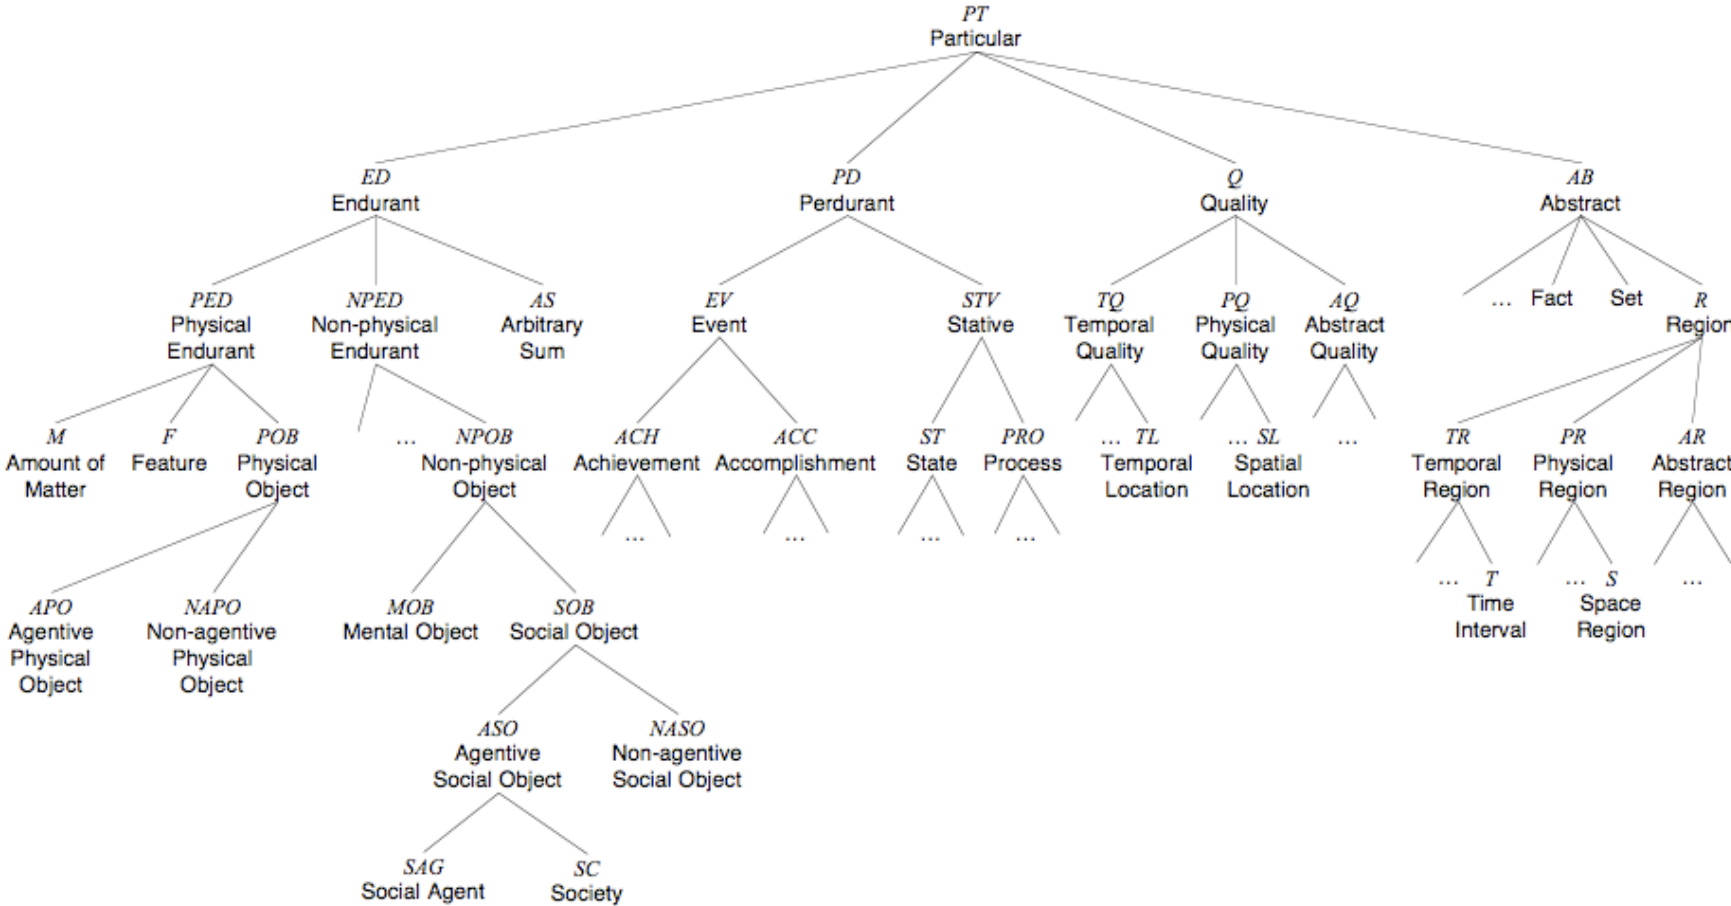 PT
Particular
ED PD Q AB
Endurant Perdurant Quality Abstract
PED NPED AS EV STV TQ PQ AQ ... Fact Set R
Physical Non-physical Arbitrary Event Stative Temporal Physical Abstract Region
Endurant Endurant Sum Quality Quality Quality
M F POB ... NPOB ACH ACC ST PRO ... TL ... SL ... TR PR AR
Amount of Feature Physical Non-physical Achievement Accomplishment State Process Temporal Spatial Temporal Physical Abstract
Matter Object Object Location Location Region Region Region
... ... ... ...
... T ... S ...
APO NAPO MOB SOB Time Space
Agentive Non-agentive Mental Object Social Object Interval Region
Physical Physical
Object Object
ASO NASO
Agentive Non-agentive
Social Object Social Object
SAG SC
Social Agent Society